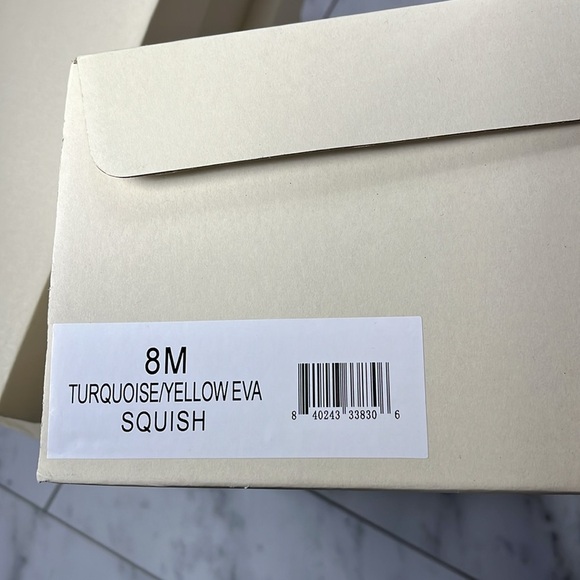 8M
TURQUOISE/YELLOW EVA
SQUISH
8 40243 33830 6